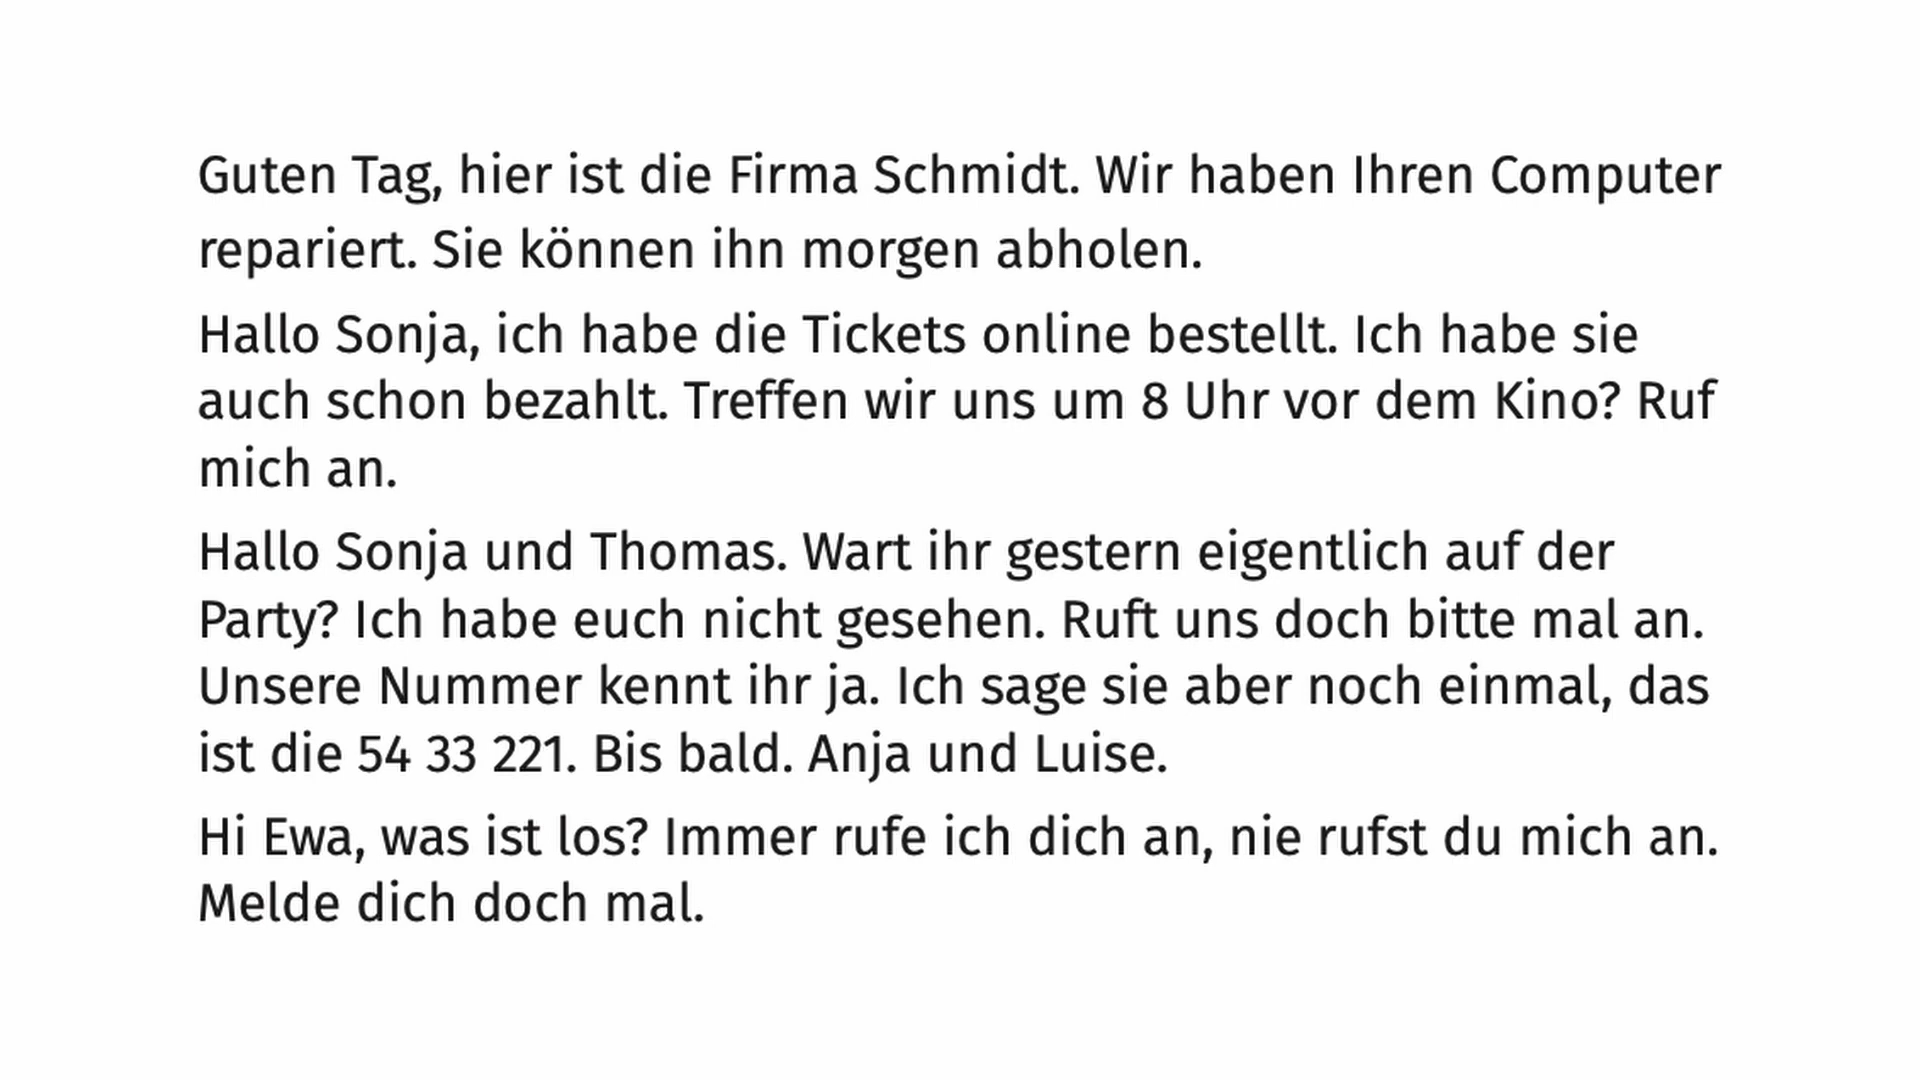 Guten Tag, hier ist die Firma Schmidt. Wir haben Ihren Computer
repariert. Sie können ihn morgen abholen.
Hallo Sonja, ich habe die Tickets online bestellt. Ich habe sie
auch schon bezahlt. Treffen wir uns um 8 Uhr vor dem Kino? Ruf
mich an.
Hallo Sonja und Thomas. Wart ihr gestern eigentlich auf der
Party? Ich habe euch nicht gesehen. Ruft uns doch bitte mal an.
Unsere Nummer kennt ihr ja. Ich sage sie aber noch einmal, das
ist die 54 33 221. Bis bald. Anja und Luise.
Hi Ewa, was ist los? Immer rufe ich dich an, nie rufst du mich an.
Melde dich doch mal.